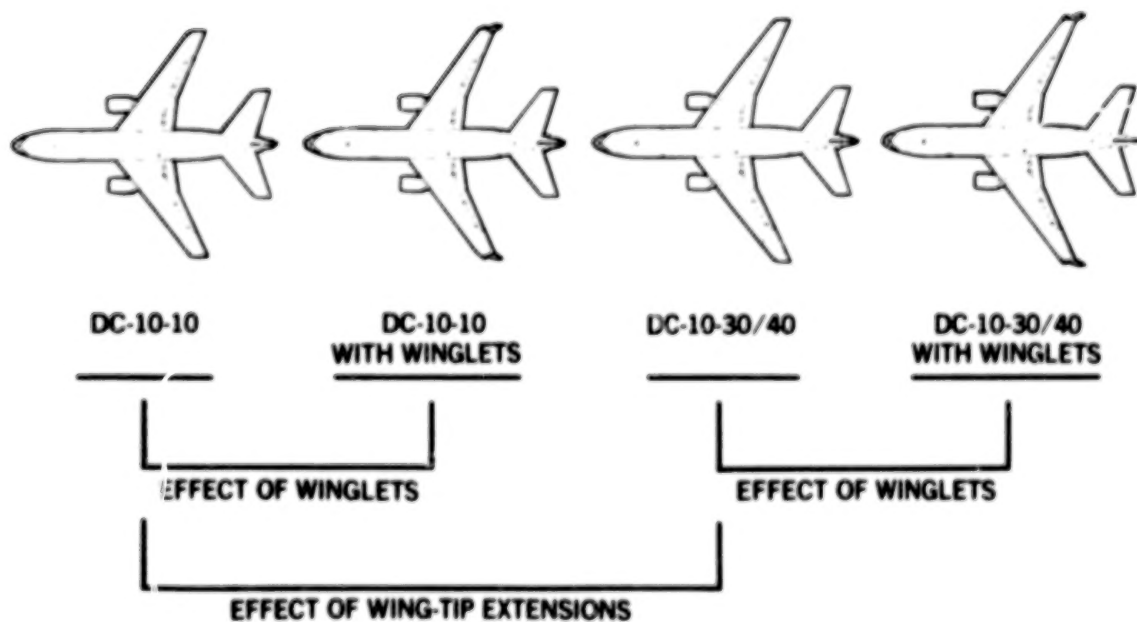 DC-10-10
DC-10-10
WITH WINGLETS
DC-10-30/40
DC-10-30/40
WITH WINGLETS
EFFECT OF WINGLETS
EFFECT OF WINGLETS
EFFECT OF WING-TIP EXTENSIONS